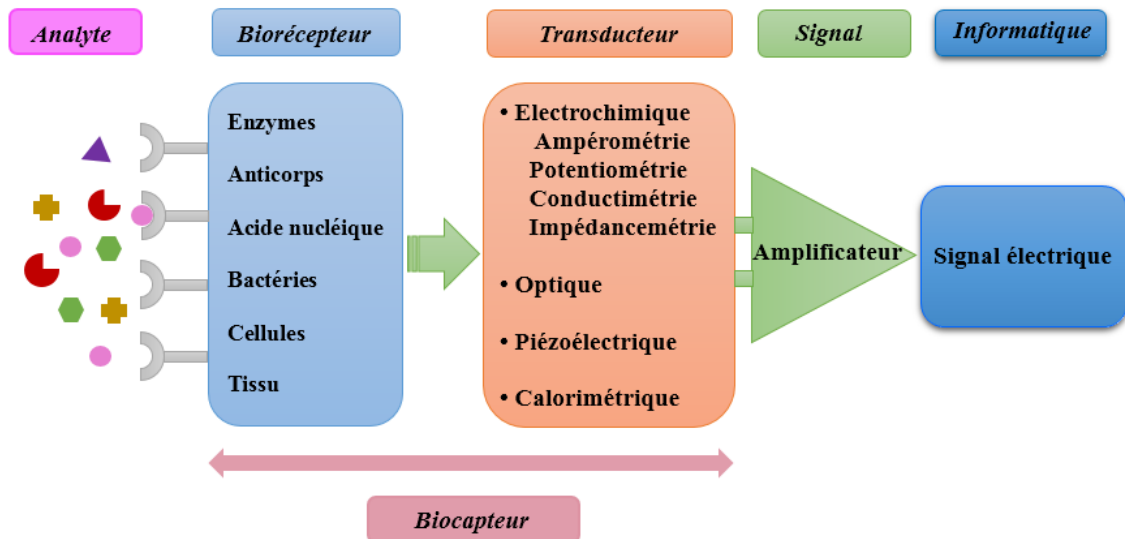 Analyte
Biorécepteur
Transducteur
Signal
Informatique
Enzymes
Anticorps
Acide nucléique
Bactéries
Cellules
Tissu
• Electrochimique
Ampérométrie
Potentiométrie
Conductimétrie
Impédancemétrie
• Optique
• Piézoélectrique
• Calorimétrique
Amplificateur
Signal électrique
Biocapteur